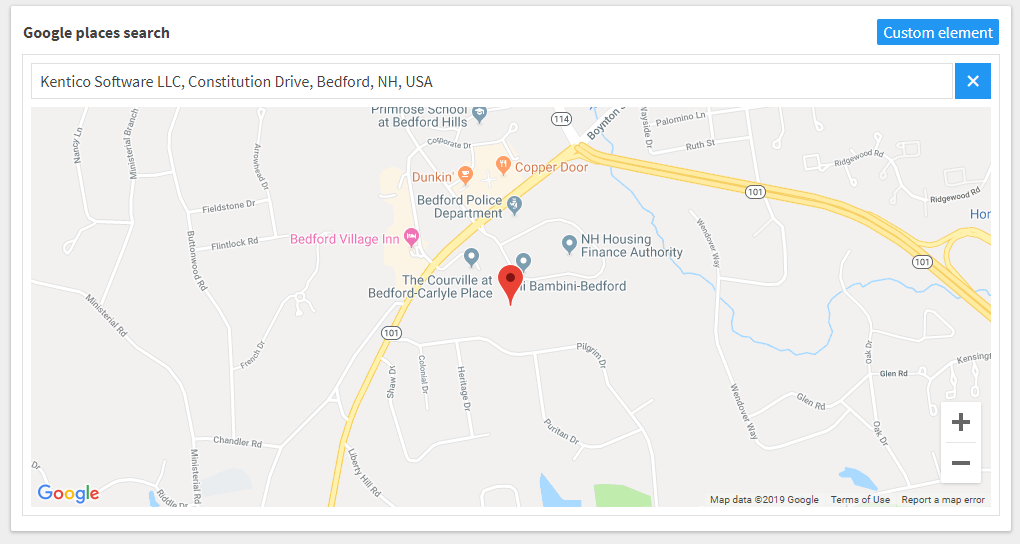 Google places search
Custom element
Kentico Software LLC, Constitution Drive, Bedford, NH, USA
Nancy Ln
Ministerial Branch
Primrose School
at Bedford Hills
114
Boynton S
Wayside Dr
Palomino Ln
Ruth St
Corporate Dr
Arrowhead Dr
Dunkin'
Copper Door
Ridgewood Rd
101
Ridgewood Rd
Bedford Police
Department
Fieldstone Dr
Hom
Flintlock Rd
Buttonwood Rd
Bedford Village Inn
NH Housing
Finance Authority
Wendover Way
101
The Courville at
Bedford-Carlyle Place
Bambini-Bedford
Ministerial Rd
101
French Dr
Shaw Dr
Colonial Dr
Heritage Dr
Pilgrim Dr
Oak Dr
Kensing
Glen Rd
Wendover Way
Glen Rd
Puritan Dr
Oak Dr
Chandler Rd
Ministerial Rd
Liberty Hill Rd
Dr
Riddle Dr
Google
Map data ©2019 Google
Terms of Use
Report a map error